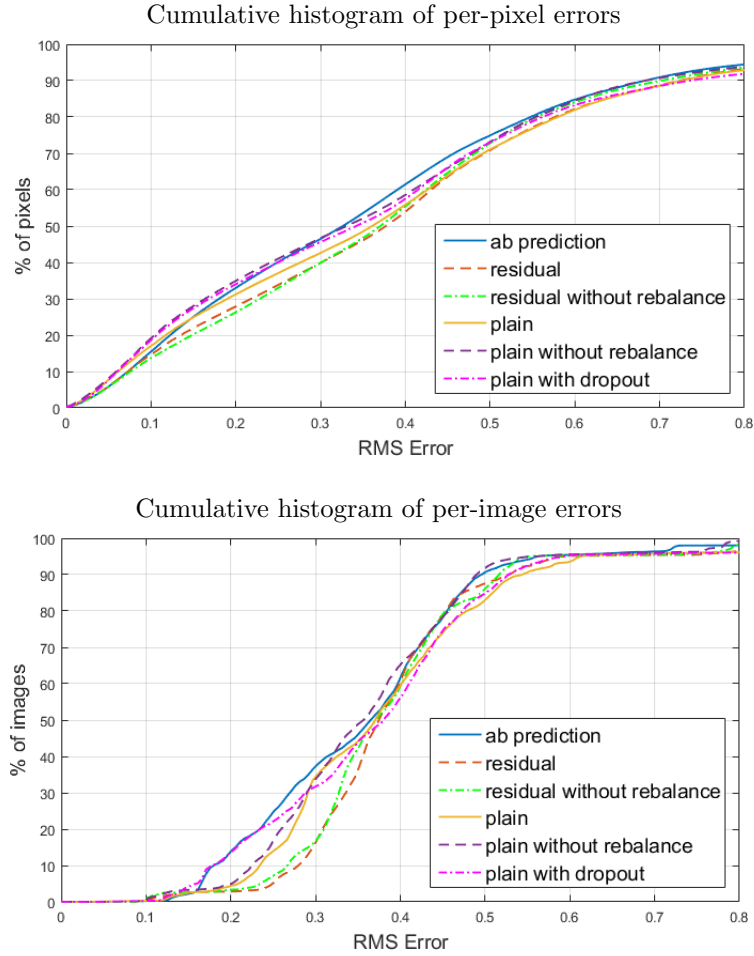 Cumulative histogram of per-pixel errors
100
90
80
70
60
50
40
30
20
10
0
% of pixels
0 0.1 0.2 0.3 0.4 0.5 0.6 0.7 0.8
RMS Error
ab prediction
residual
residual without rebalance
plain
plain without rebalance
plain with dropout
Cumulative histogram of per-image errors
100
90
80
70
60
50
40
30
20
10
0
% of images
0 0.1 0.2 0.3 0.4 0.5 0.6 0.7 0.8
RMS Error
ab prediction
residual
residual without rebalance
plain
plain without rebalance
plain with dropout